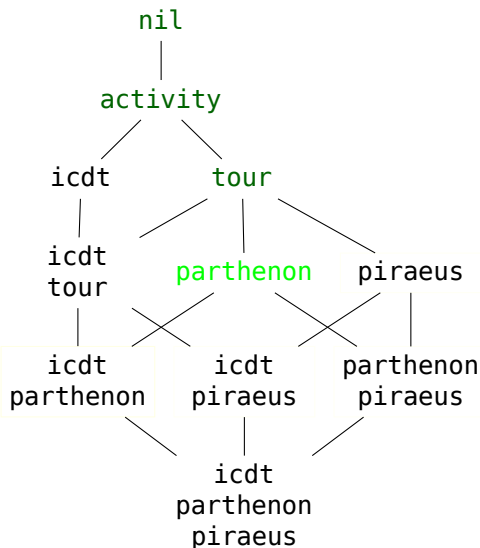 nil
activity
icdt
tour
icdt
tour
parthenon
piraeus
icdt
parthenon
icdt
piraeus
parthenon
piraeus
icdt
parthenon
piraeus